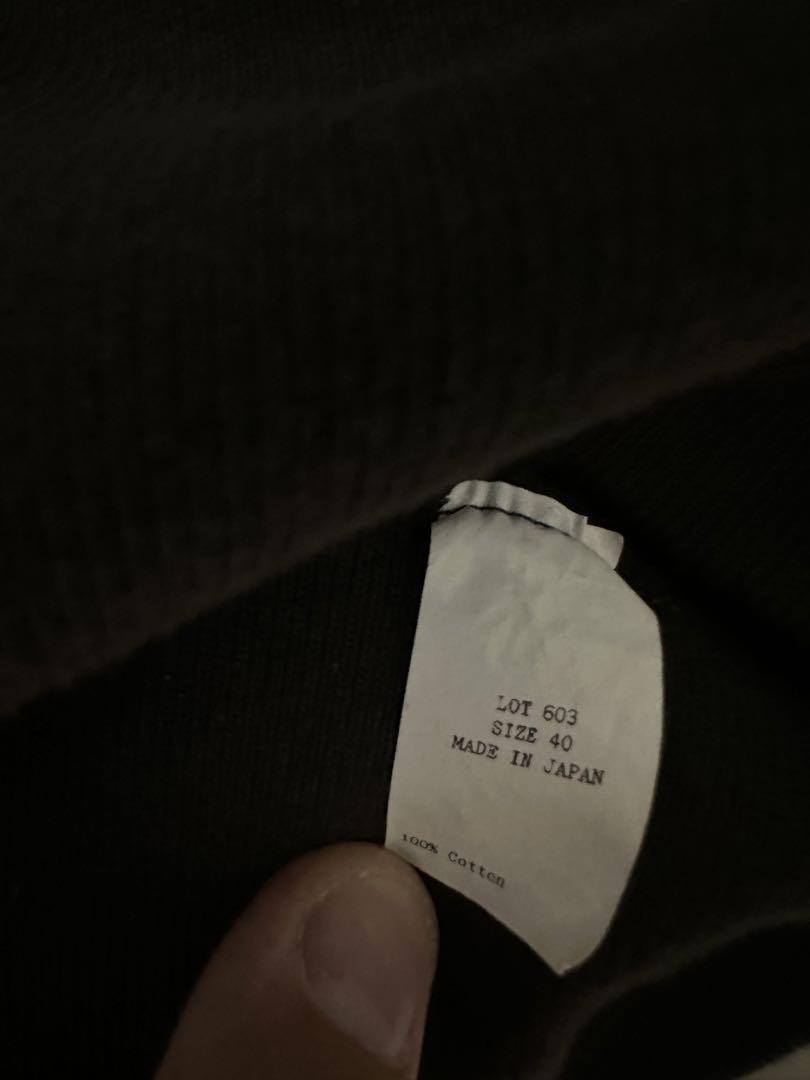 LOT 603
SIZE 40
MADE IN JAPAN
100% Cotton